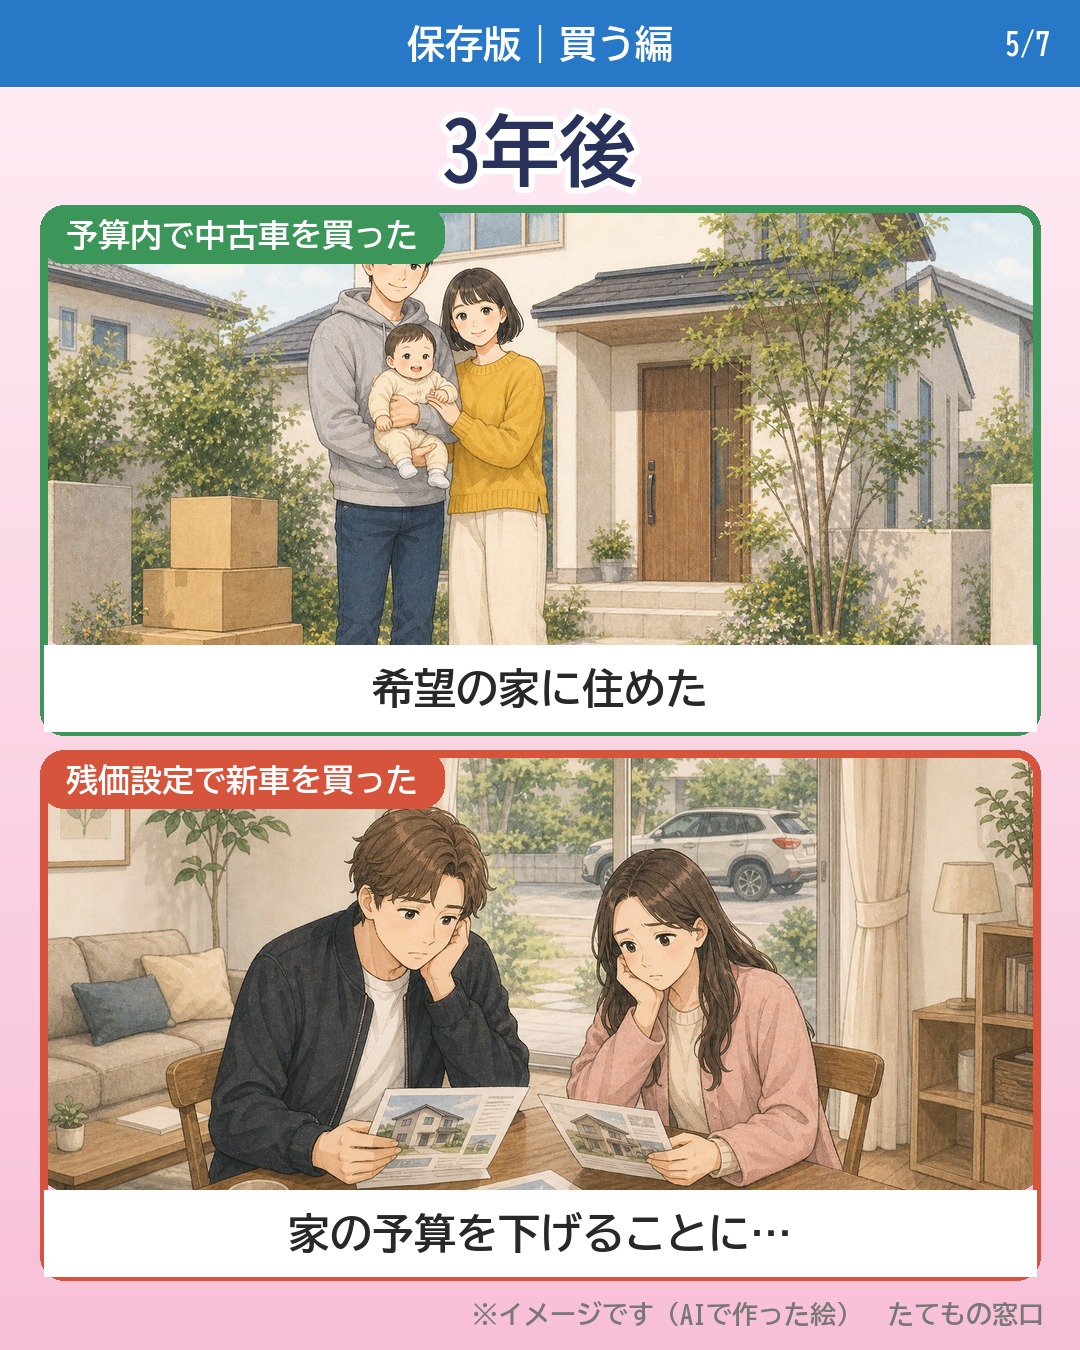 保存版｜買う編
5/7
3年後
予算内で中古車を買った
希望の家に住めた
残価設定で新車を買った
家の予算を下げることに…
※イメージです（AIで作った絵）　たてもの窓口